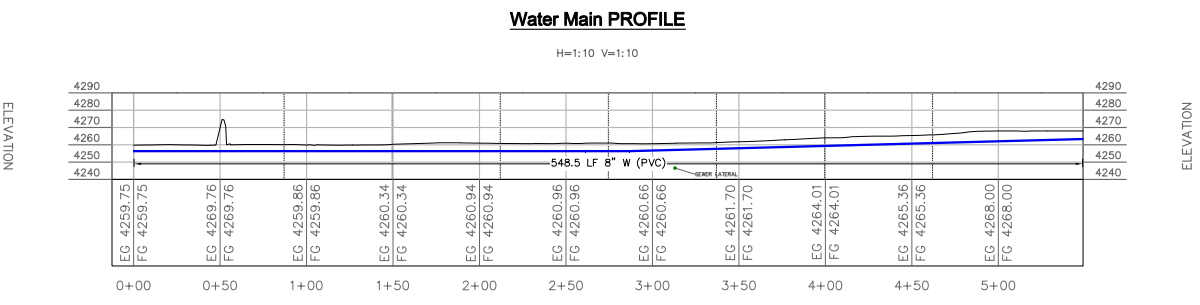 Water Main PROFILE
H=1:10 V=1:10
ELEVATION
ELEVATION
4290
4280
4270
4260
4250
4240
4290
4280
4270
4260
4250
4240
548.5 LF 8" W (PVC)
SEWER LATERAL
EG 4259.75
FG 4259.75
EG 4269.76
FG 4269.76
EG 4259.86
FG 4259.86
EG 4260.34
FG 4260.34
EG 4260.94
FG 4260.94
EG 4260.96
FG 4260.96
EG 4260.66
FG 4260.66
EG 4261.70
FG 4261.70
EG 4264.01
FG 4264.01
EG 4265.36
FG 4265.36
EG 4268.00
FG 4268.00
0+00 0+50 1+00 1+50 2+00 2+50 3+00 3+50 4+00 4+50 5+00